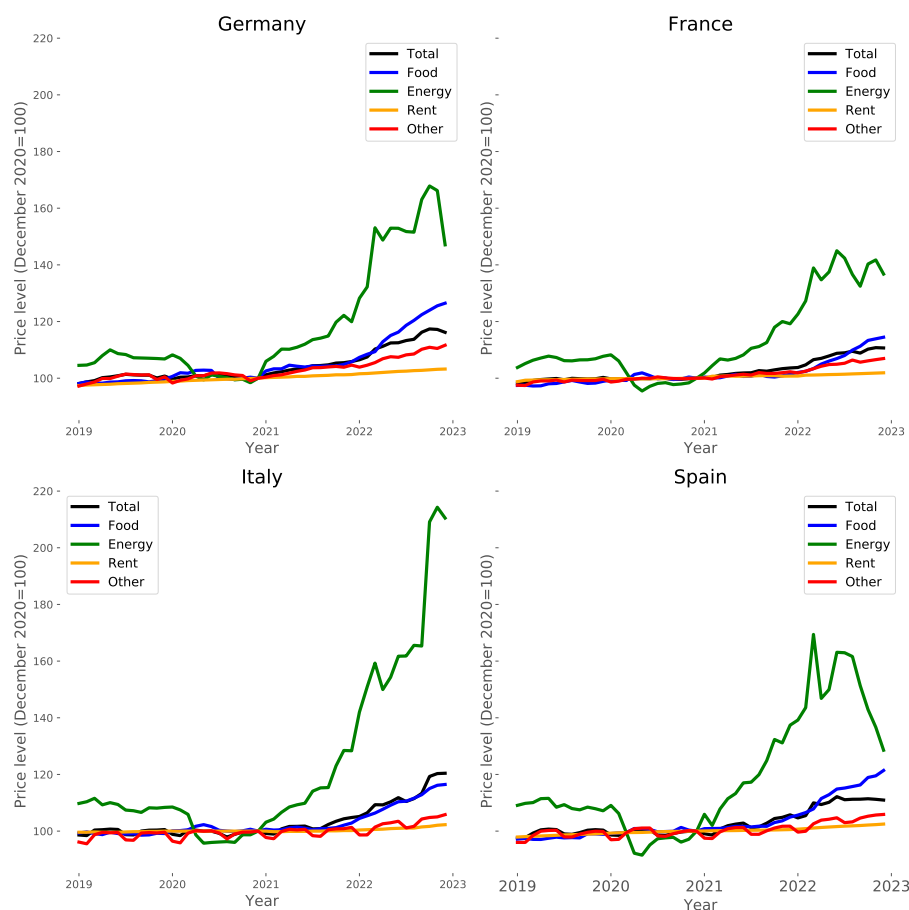 Germany
220
200
180
160
140
120
100
Price level (December 2020=100)
Total
Food
Energy
Rent
Other
2019 2020 2021 2022 2023
Year
France
Price level (December 2020=100)
Total
Food
Energy
Rent
Other
2019 2020 2021 2022 2023
Year
Italy
220
200
180
160
140
120
100
Price level (December 2020=100)
Total
Food
Energy
Rent
Other
2019 2020 2021 2022 2023
Year
Spain
Price level (December 2020=100)
Total
Food
Energy
Rent
Other
2019 2020 2021 2022 2023
Year